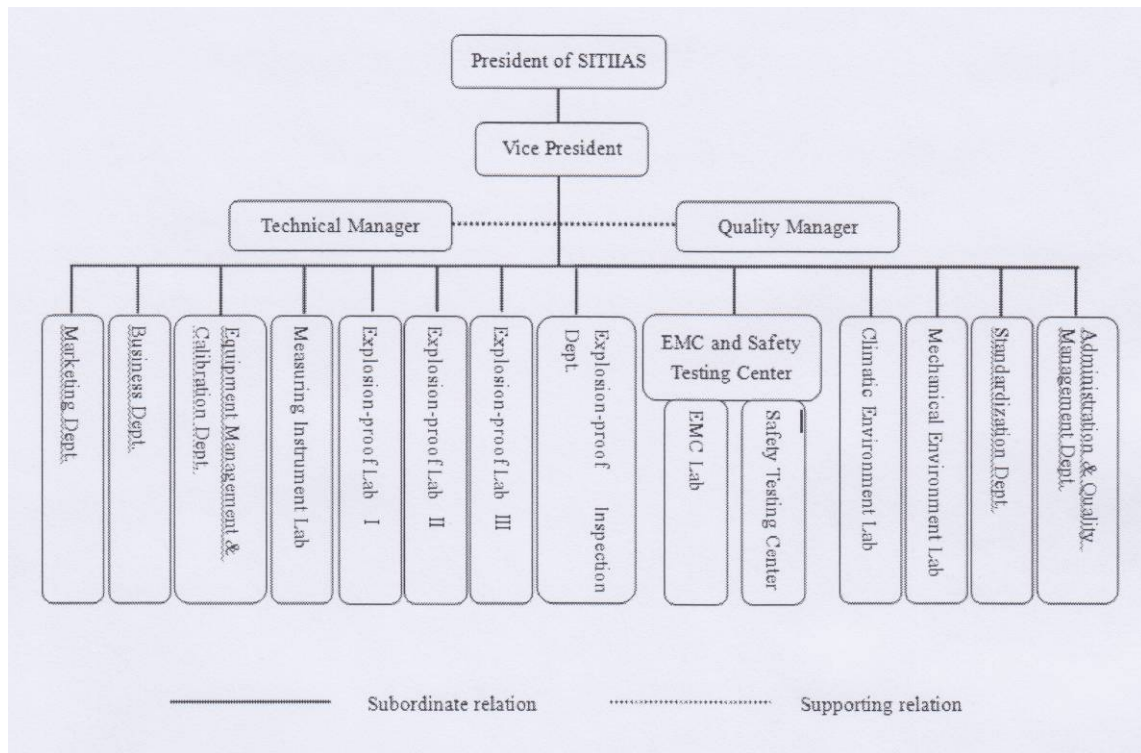 President of SITIIAS
Vice President
Technical Manager
Quality Manager
Marketing Dept.
Business Dept.
Equipment Management &
Calibration Dept.
Measuring Instrument Lab
Explosion-proof Lab I
Explosion-proof Lab II
Explosion-proof Lab III
Explosion-proof Inspection
Dept.
EMC and Safety
Testing Center
EMC Lab
Safety Testing Center
Climatic Environment Lab
Mechanical Environment Lab
Standardization Dept.
Administration & Quality
Management Dept.
Subordinate relation
Supporting relation